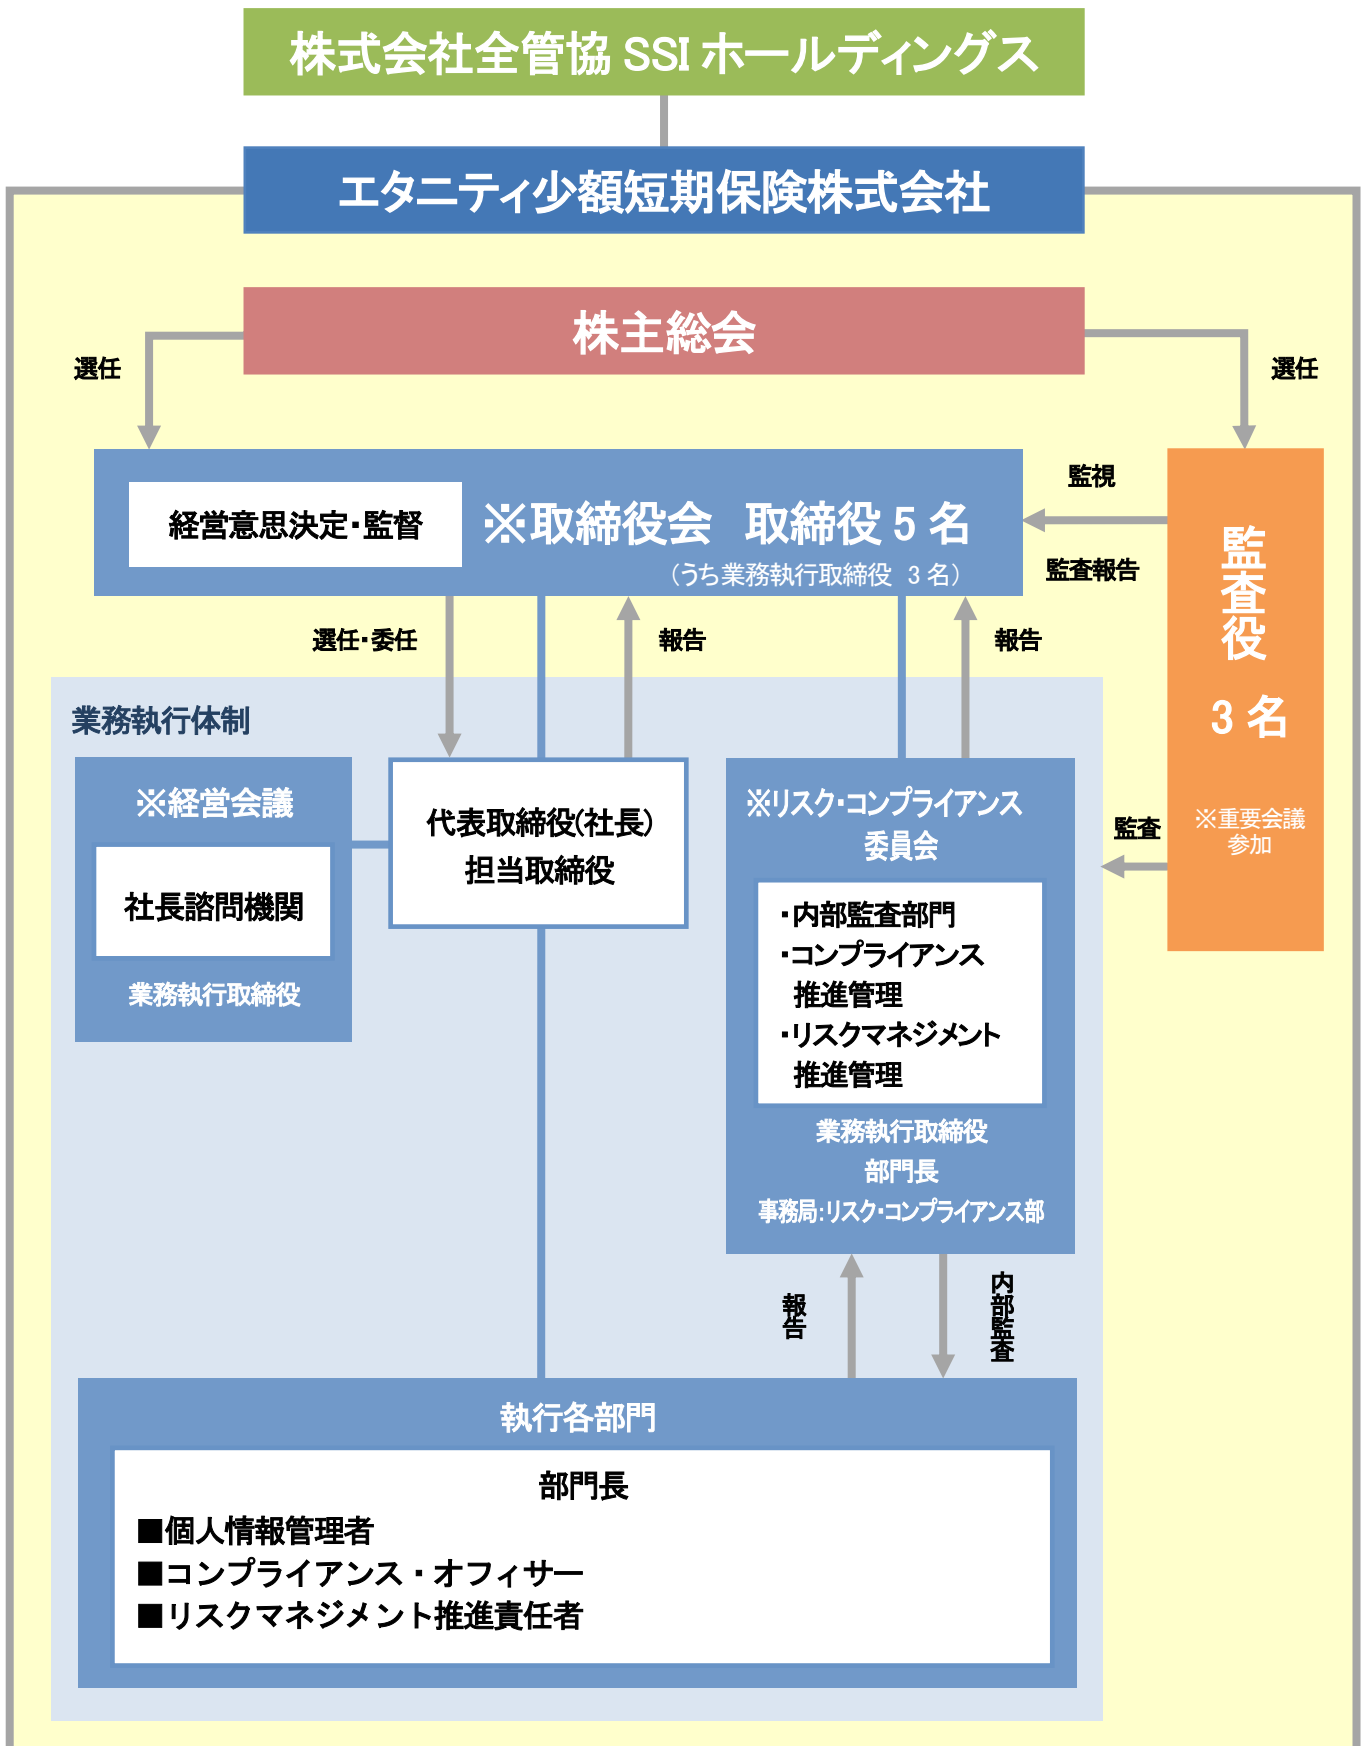 株式会社全管協 SSI ホールディングス
エタニティ少額短期保険株式会社
株主総会
選任
選任
経営意思決定・監督
※取締役会　取締役 5 名
（うち業務執行取締役　3 名）
監視
監査報告
監査役
3 名
※重要会議
参加
選任・委任
報告
報告
業務執行体制
※経営会議
社長諮問機関
業務執行取締役
代表取締役(社長)
担当取締役
※リスク・コンプライアンス
委員会
・内部監査部門
・コンプライアンス
推進管理
・リスクマネジメント
推進管理
業務執行取締役
部門長
事務局：リスク・コンプライアンス部
監査
報告
内部監査
執行各部門
部門長
■個人情報管理者
■コンプライアンス・オフィサー
■リスクマネジメント推進責任者